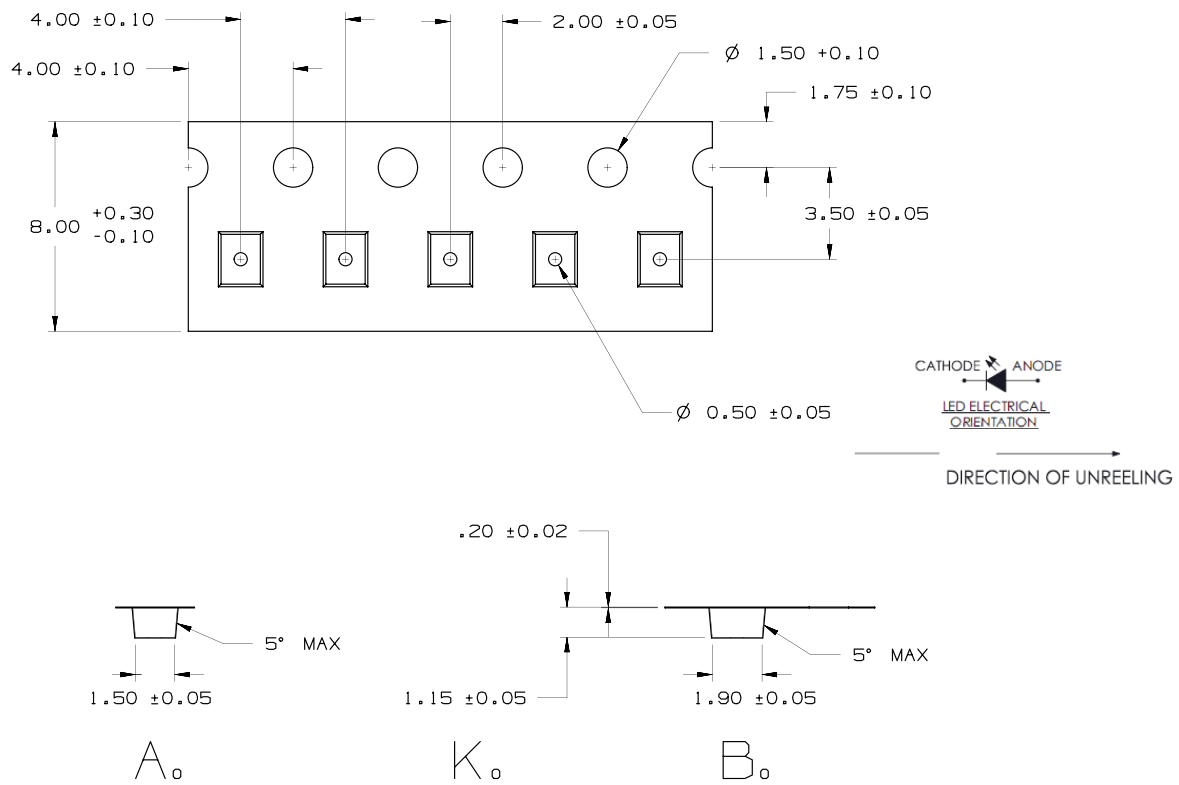 4.00 ±0.10
2.00 ±0.05
4.00 ±0.10
Ø 1.50 +0.10
1.75 ±0.10
8.00 +0.30
-0.10
3.50 ±0.05
Ø 0.50 ±0.05
CATHODE ANODE
LED ELECTRICAL
ORIENTATION
DIRECTION OF UNREELING
.20 ±0.02
5° MAX
5° MAX
1.50 ±0.05
1.15 ±0.05
1.90 ±0.05
Ao
Ko
Bo